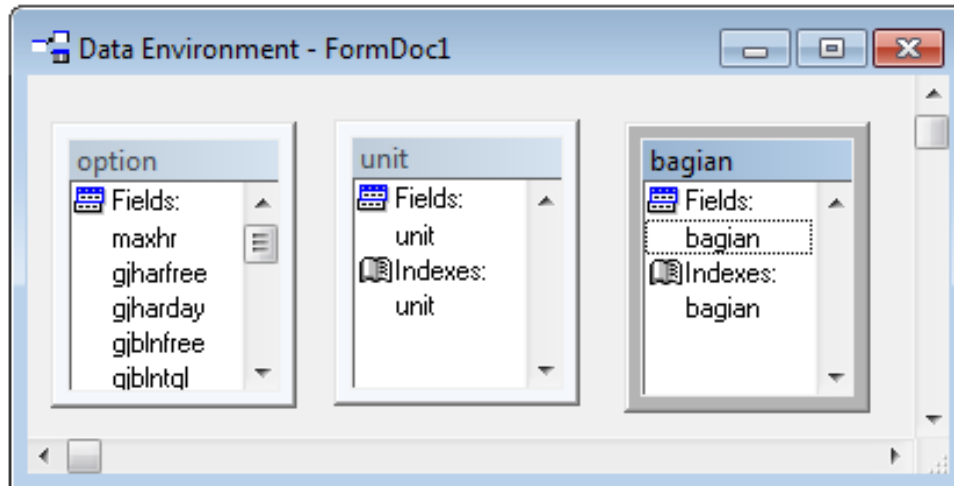 Data Environment - FormDoc1
option
Fields:
maxhr
gjharfree
gjharday
gjblnfree
gjblntgl
unit
Fields:
unit
Indexes:
unit
bagian
Fields:
bagian
Indexes:
bagian